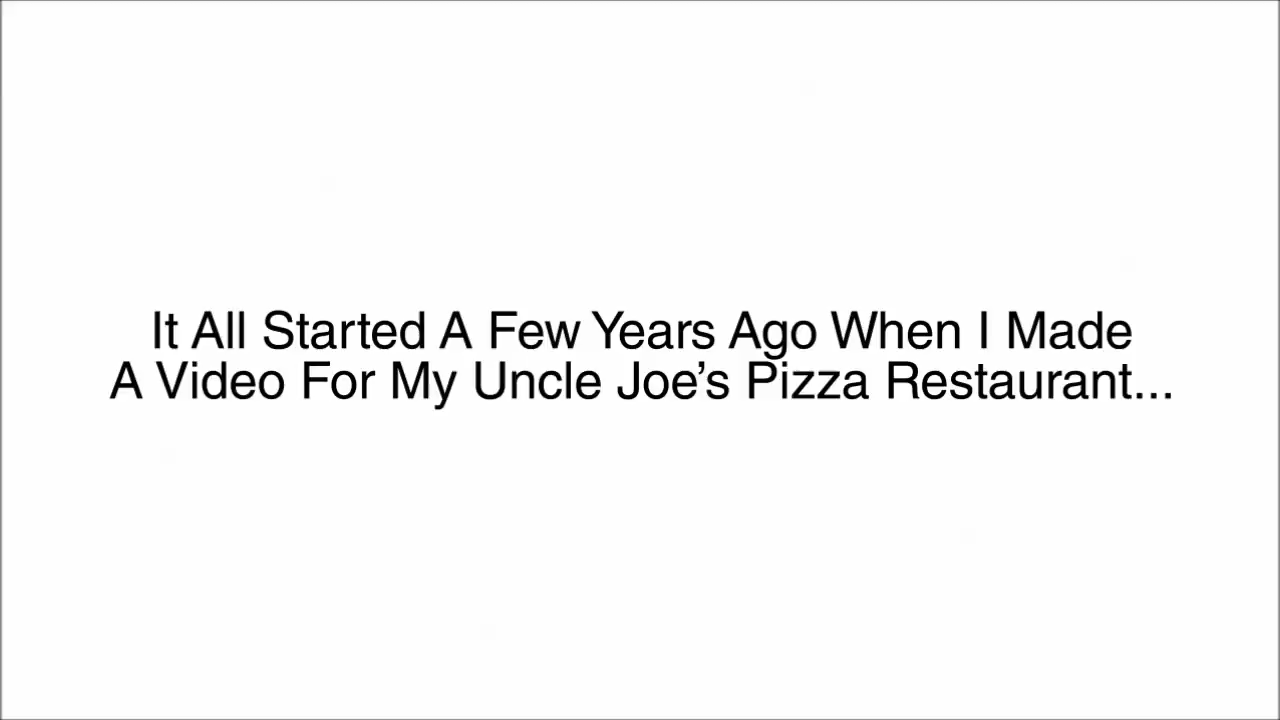 It All Started A Few Years Ago When I Made
A Video For My Uncle Joe’s Pizza Restaurant...